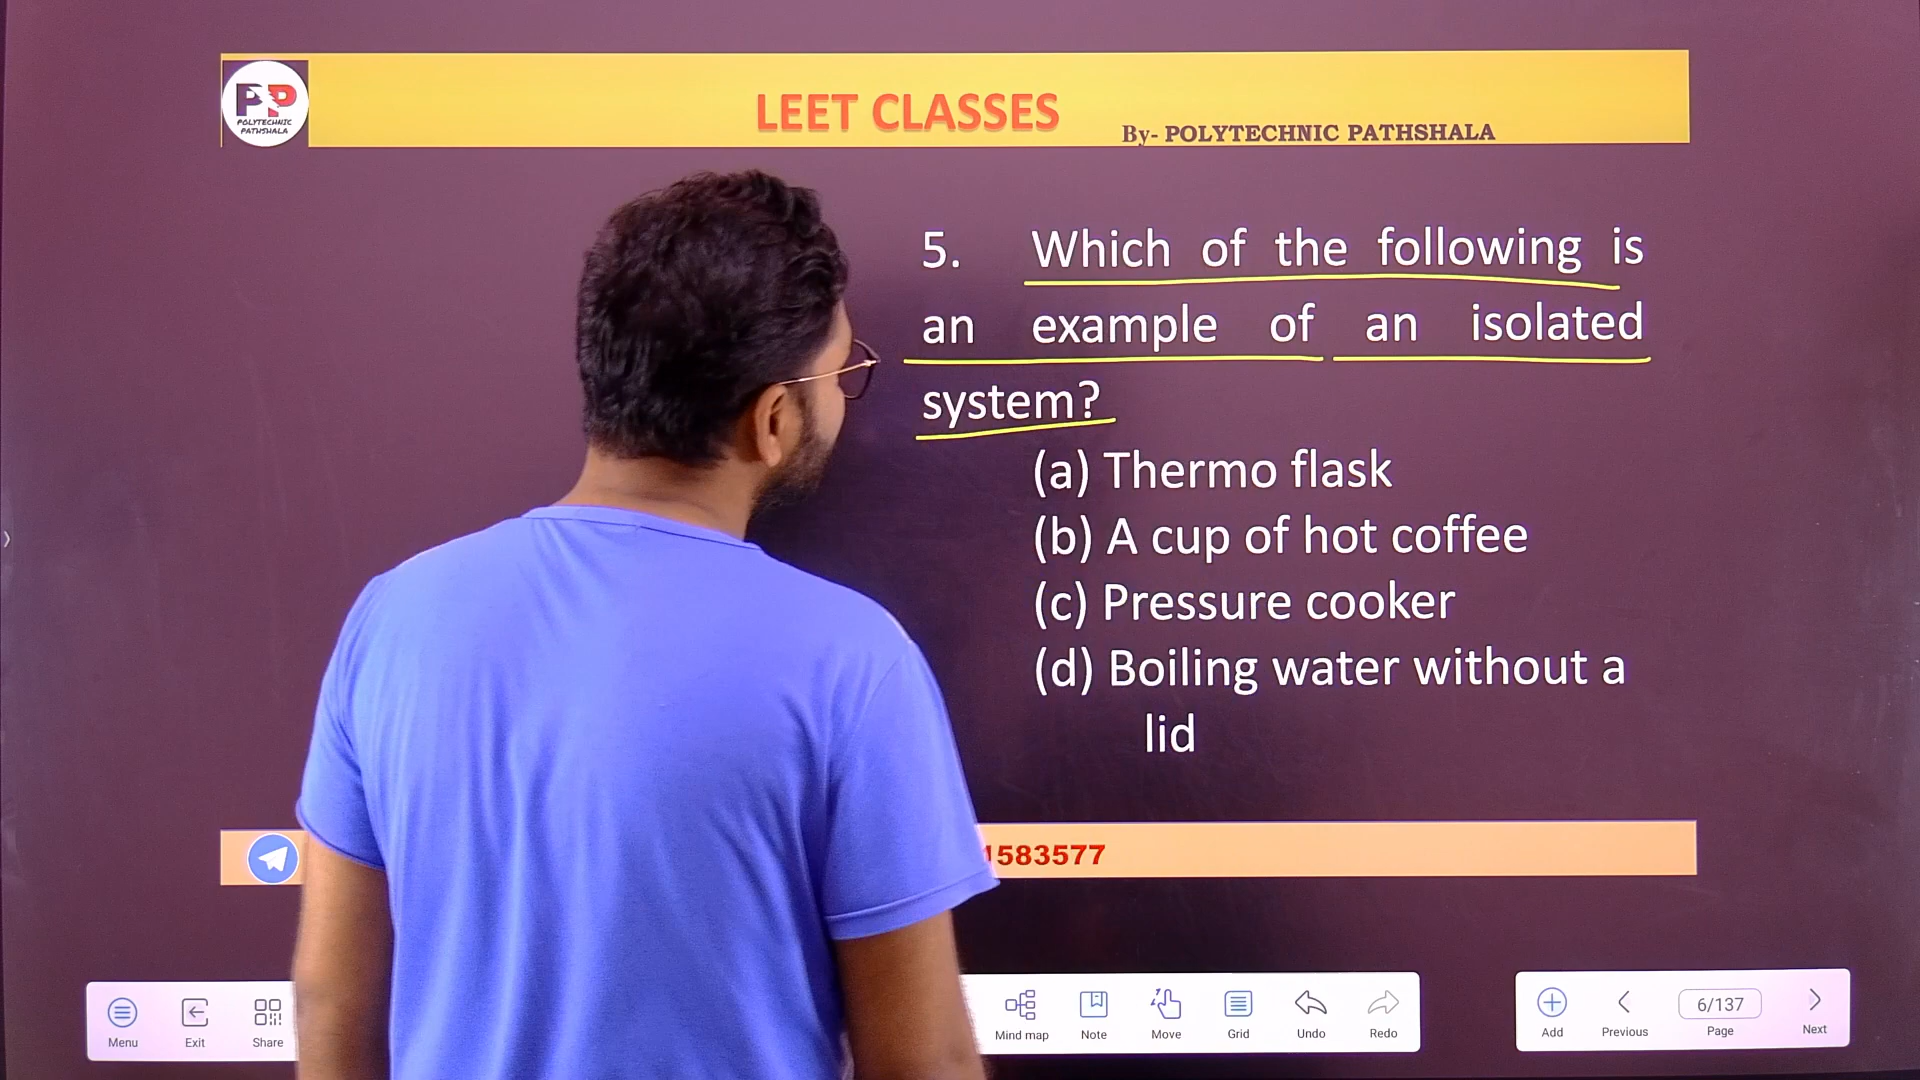 PP
POLYTECHNIC
PATHSHALA
LEET CLASSES
By- POLYTECHNIC PATHSHALA
5. Which of the following is
an example of an isolated
system?
(a) Thermo flask
(b) A cup of hot coffee
(c) Pressure cooker
(d) Boiling water without a
lid
1583577
Menu Exit Share Mind map Note Move Grid Undo Redo Add Previous 6/137 Page Next